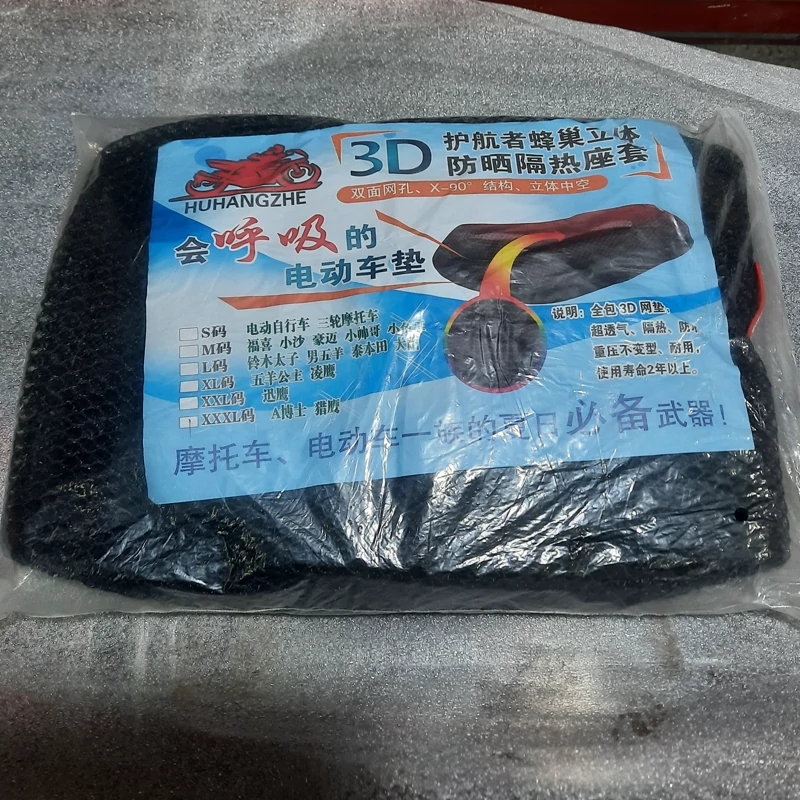 HUHANGZHE
3D
护航者蜂巢立体
防晒隔热座套
双面网孔、X-90° 结构、立体中空
会呼吸的
电动车垫
S码 电动自行车 三轮摩托车
M码 福喜 小沙 豪迈 小帅哥
L码 铃木太子 男五羊 泰本田
XL码 五羊公主 凌鹰
XXL码 迅鹰
XXXL码 A博士 猎鹰
说明：全包3D网垫、
超透气、隔热、防
重压不变型、耐用，
使用寿命2年以上。
摩托车、电动车一族的夏日必备武器！